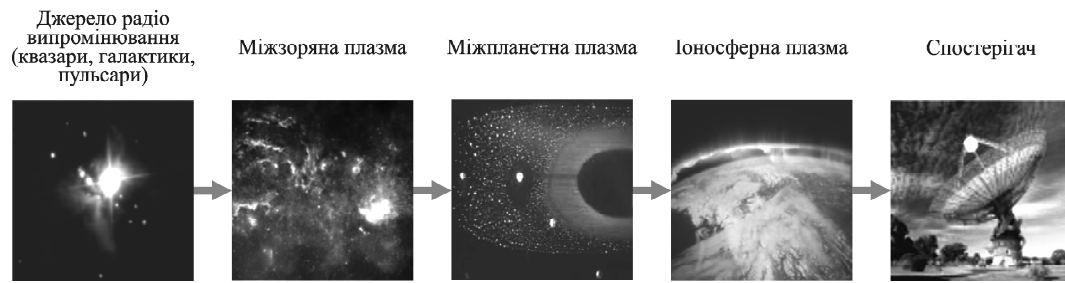 Джерело радіо
випромінювання
(квазари, галактики,
пульсари)
Міжзоряна плазма
Міжпланетна плазма
Іоносферна плазма
Спостерігач